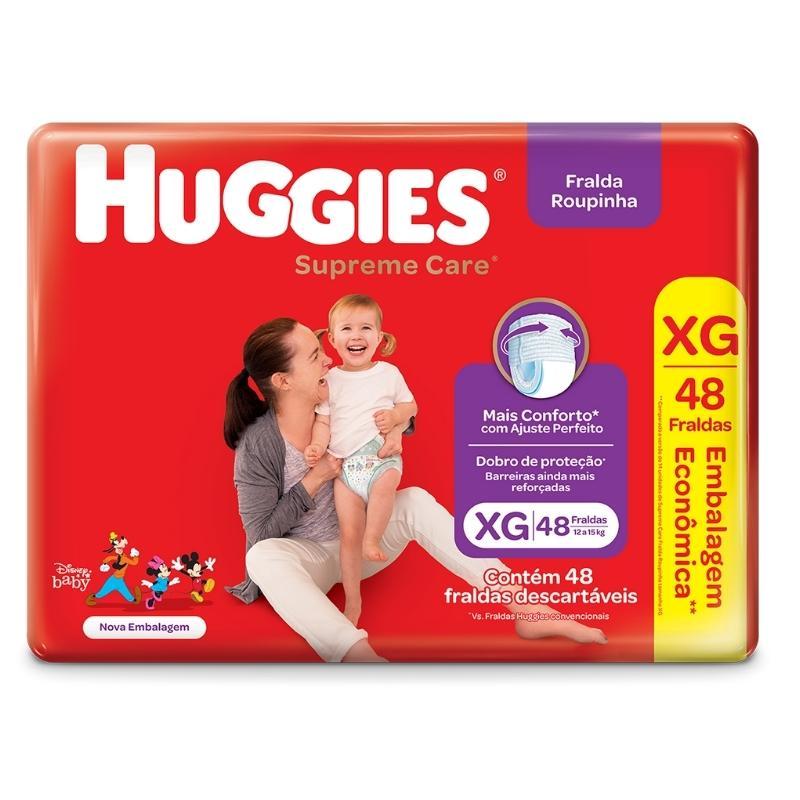 HUGGIES®
Supreme Care®
Fralda
Roupinha
XG
48
Fraldas
Embalagem
Econômica**
Mais Conforto*
com Ajuste Perfeito
Dobro de proteção*
Barreiras ainda mais
reforçadas
XG 48 Fraldas
12 a 15 kg
Contém 48
fraldas descartáveis
*Vs. Fraldas Huggies convencionais
Disney
baby
Nova Embalagem